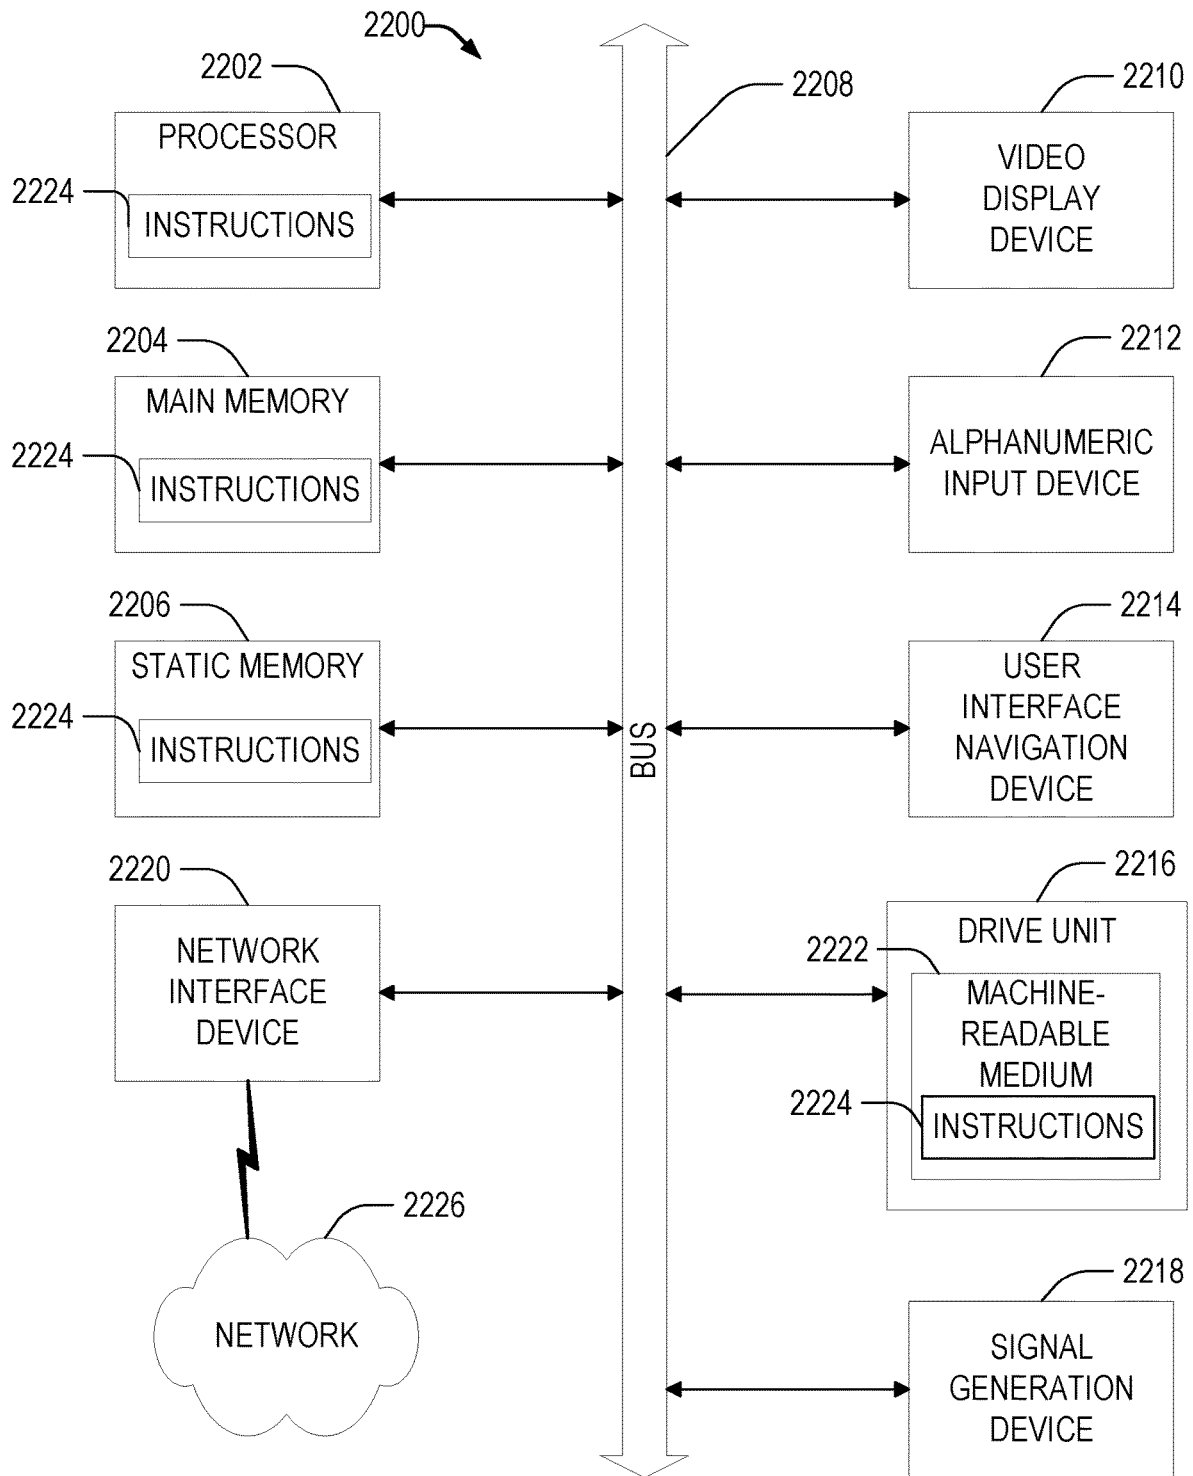 2200
2202
PROCESSOR
2224
INSTRUCTIONS
2204
MAIN MEMORY
2224
INSTRUCTIONS
2206
STATIC MEMORY
2224
INSTRUCTIONS
2220
NETWORK
INTERFACE
DEVICE
2226
NETWORK
2208
BUS
2210
VIDEO
DISPLAY
DEVICE
2212
ALPHANUMERIC
INPUT DEVICE
2214
USER
INTERFACE
NAVIGATION
DEVICE
2216
DRIVE UNIT
2222
MACHINE-
READABLE
MEDIUM
2224
INSTRUCTIONS
2218
SIGNAL
GENERATION
DEVICE